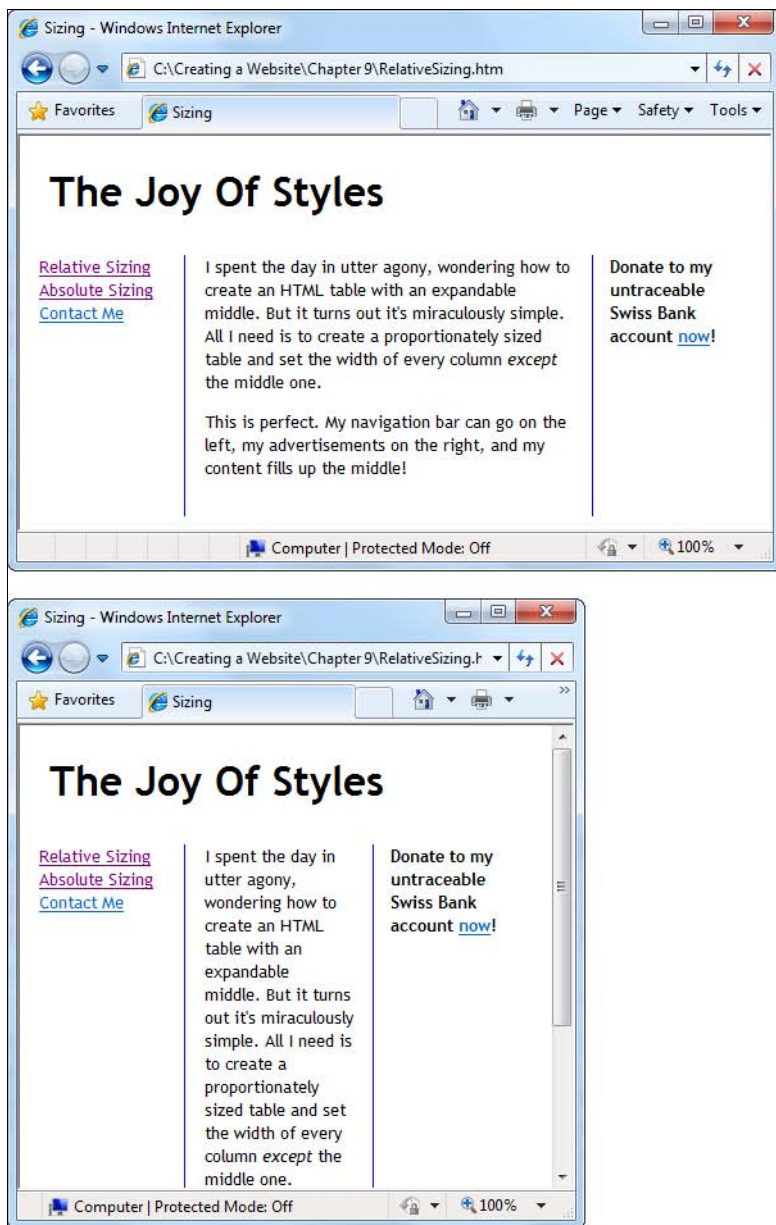 Sizing - Windows Internet Explorer
C:\Creating a Website\Chapter 9\RelativeSizing.htm
Favorites Sizing Page Safety Tools
The Joy Of Styles
Relative Sizing
Absolute Sizing
Contact Me
I spent the day in utter agony, wondering how to
create an HTML table with an expandable
middle. But it turns out it's miraculously simple.
All I need is to create a proportionately sized
table and set the width of every column except
the middle one.
This is perfect. My navigation bar can go on the
left, my advertisements on the right, and my
content fills up the middle!
Donate to my
untraceable
Swiss Bank
account now!
Computer | Protected Mode: Off 100%
Sizing - Windows Internet Explorer
C:\Creating a Website\Chapter 9\RelativeSizing.h
Favorites Sizing »
The Joy Of Styles
Relative Sizing
Absolute Sizing
Contact Me
I spent the day in
utter agony,
wondering how to
create an HTML
table with an
expandable
middle. But it turns
out it's miraculously
simple. All I need is
to create a
proportionately
sized table and set
the width of every
column except the
middle one.
Donate to my
untraceable
Swiss Bank
account now!
Computer | Protected Mode: Off 100%